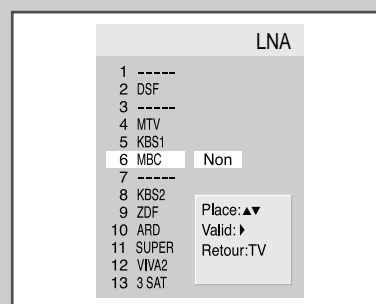 LNA
1 -----
2 DSF
3 -----
4 MTV
5 KBS1
6 MBC Non
7 -----
8 KBS2
9 ZDF
10 ARD
11 SUPER
12 VIVA2
13 3 SAT
Place:▲▼
Valid:▶
Retour:TV